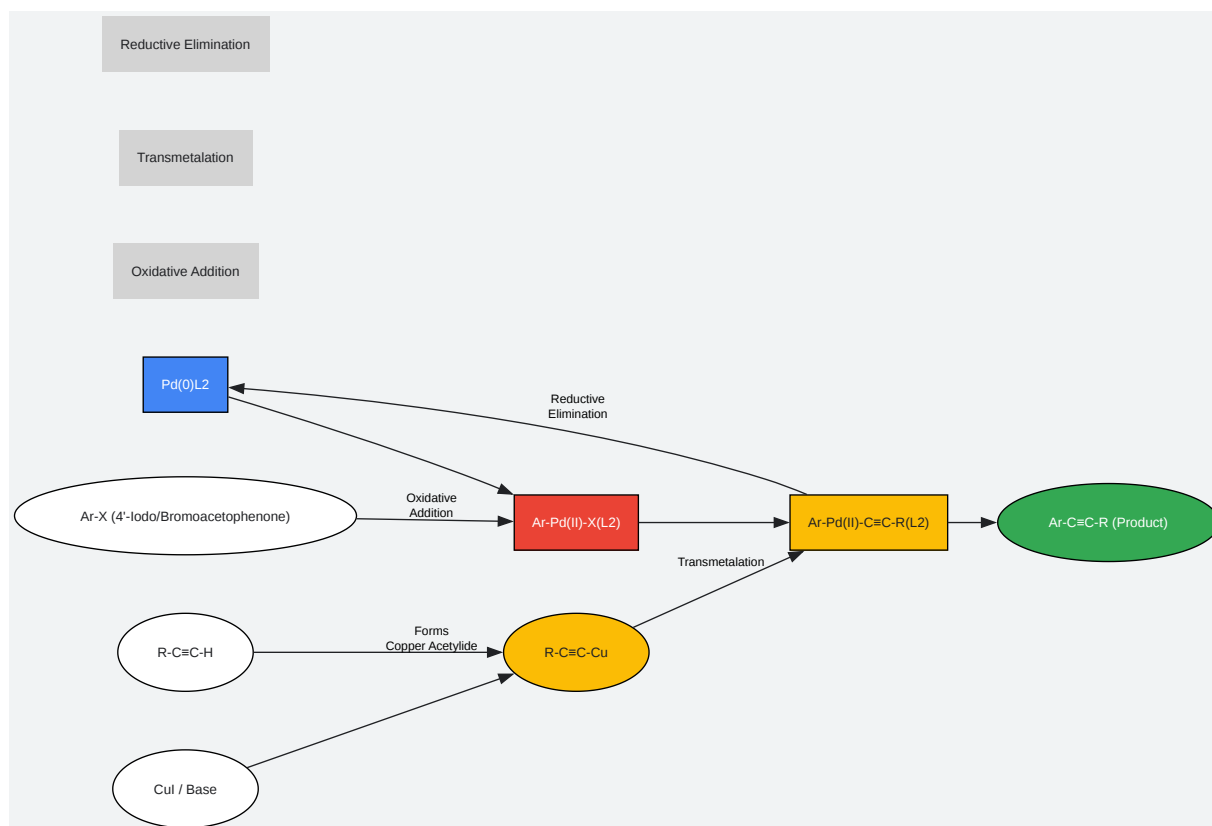 Reductive Elimination
Transmetalation
Oxidative Addition
Pd(0)L2
Reductive
Elimination
Ar-X (4'-Iodo/Bromoacetophenone)
Oxidative
Addition
Ar-Pd(II)-X(L2)
Ar-Pd(II)-C≡C-R(L2)
Ar-C≡C-R (Product)
Transmetalation
R-C≡C-H
Forms
Copper Acetylide
R-C≡C-Cu
CuI / Base